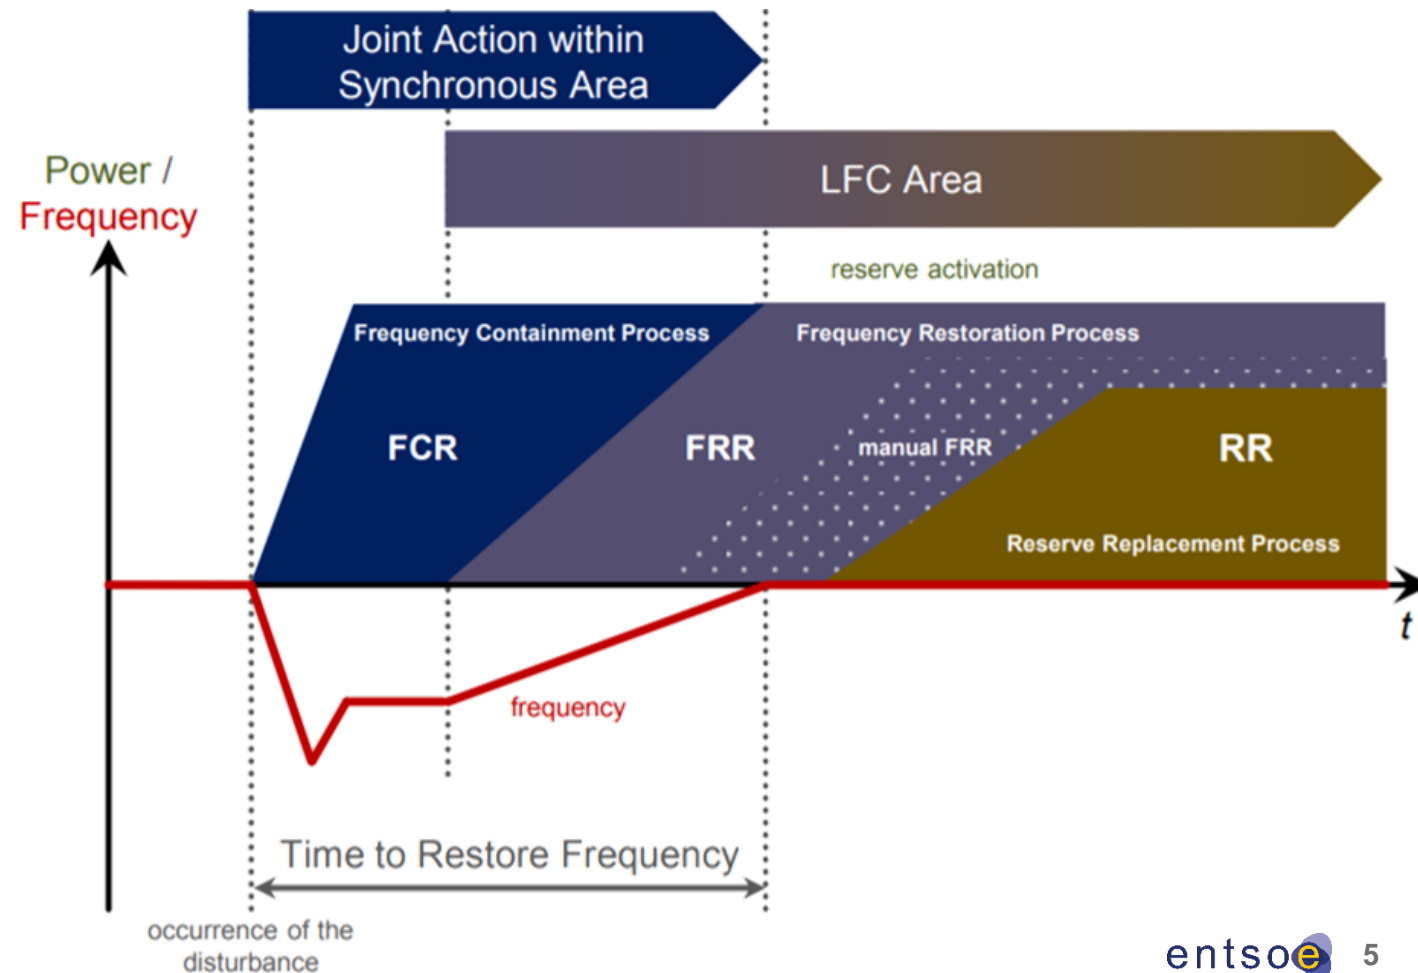 Joint Action within
Synchronous Area
LFC Area
Power /
Frequency
reserve activation
Frequency Containment Process
Frequency Restoration Process
FCR
FRR
manual FRR
RR
Reserve Replacement Process
t
frequency
Time to Restore Frequency
occurrence of the
disturbance
entsoe
5